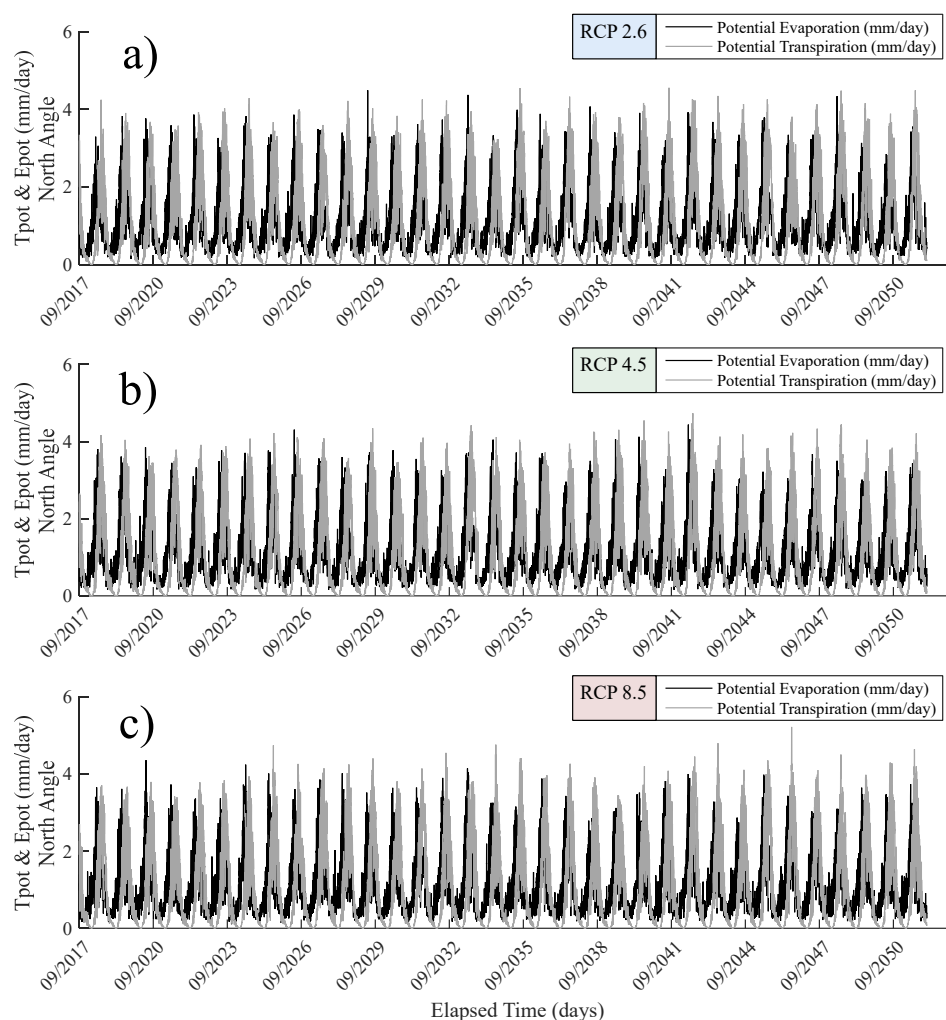 6
a)
RCP 2.6
Potential Evaporation (mm/day)
Potential Transpiration (mm/day)
Tpot & Epot (mm/day)
North Angle
4
2
0
09/2017
09/2020
09/2023
09/2026
09/2029
09/2032
09/2035
09/2038
09/2041
09/2044
09/2047
09/2050
6
b)
RCP 4.5
Potential Evaporation (mm/day)
Potential Transpiration (mm/day)
Tpot & Epot (mm/day)
North Angle
4
2
0
09/2017
09/2020
09/2023
09/2026
09/2029
09/2032
09/2035
09/2038
09/2041
09/2044
09/2047
09/2050
6
c)
RCP 8.5
Potential Evaporation (mm/day)
Potential Transpiration (mm/day)
Tpot & Epot (mm/day)
North Angle
4
2
0
09/2017
09/2020
09/2023
09/2026
09/2029
09/2032
09/2035
09/2038
09/2041
09/2044
09/2047
09/2050
Elapsed Time (days)